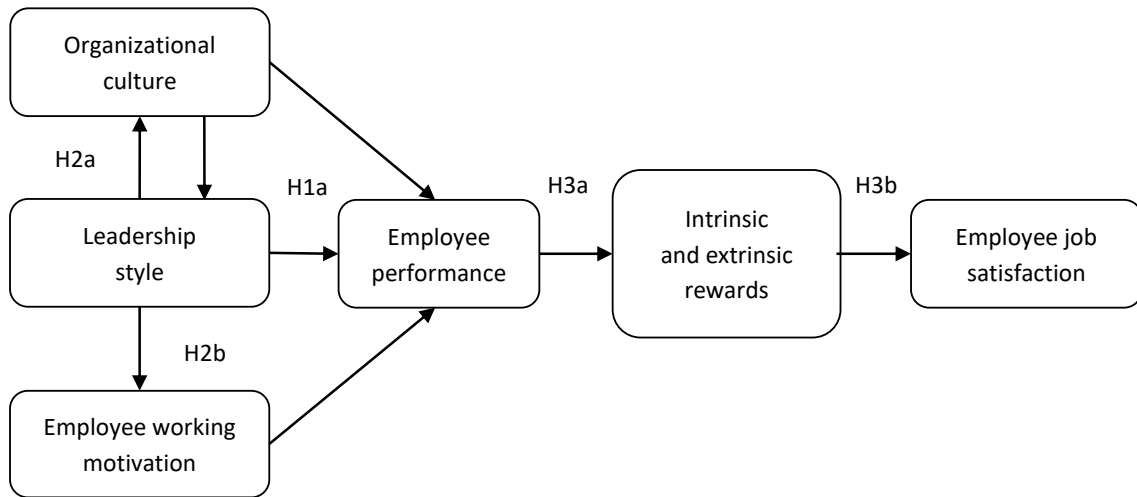 Organizational
culture
H2a
H1a
H3a
H3b
Leadership
style
Employee
performance
Intrinsic
and extrinsic
rewards
Employee job
satisfaction
H2b
Employee working
motivation